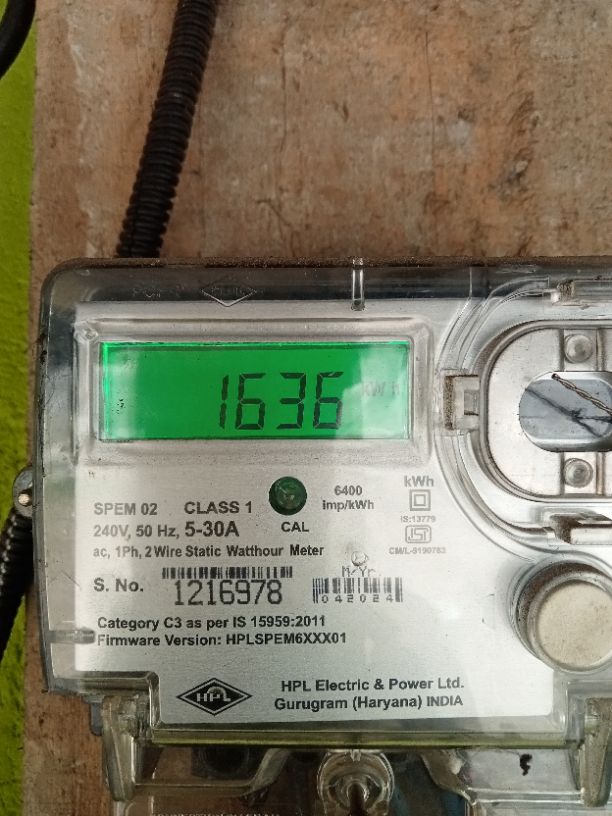 1636 kWh
SPEM 02 CLASS 1
240V, 50 Hz, 5-30A
CAL
6400
imp/kWh
kWh
IS:13779
ISI
CM/L-9190783
ac, 1Ph, 2 Wire Static Watthour Meter
M-Yr.
S. No. 1216978
042024
Category C3 as per IS 15959:2011
Firmware Version: HPLSPEM6XXX01
HPL
HPL Electric & Power Ltd.
Gurugram (Haryana) INDIA